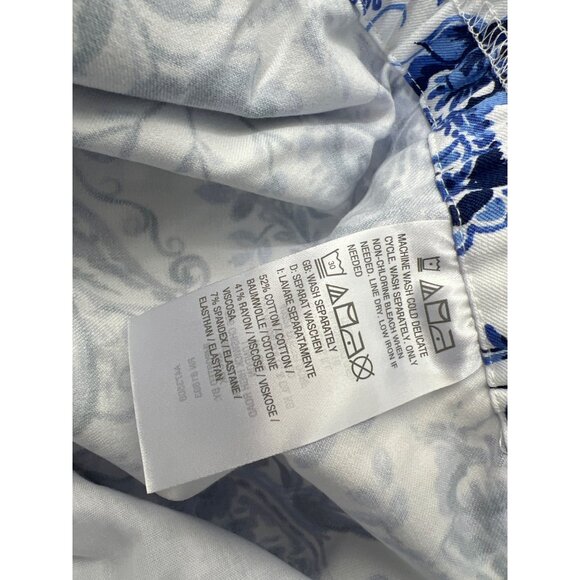 MACHINE WASH COLD DELICATE
CYCLE. WASH SEPARATELY. ONLY
NON-CHLORINE BLEACH WHEN
NEEDED. LINE DRY. LOW IRON IF
NEEDED.
30
GB: WASH SEPARATELY
D: SEPARAT WASCHEN
I: LAVARE SEPARATAMENTE
52% COTTON / COTTON /
BAUMWOLLE / COTONE
41% RAYON / VISCOSE / VISKOSE /
VISCOSA
7% SPANDEX / ELASTANE /
ELASTHAN / ELASTAN